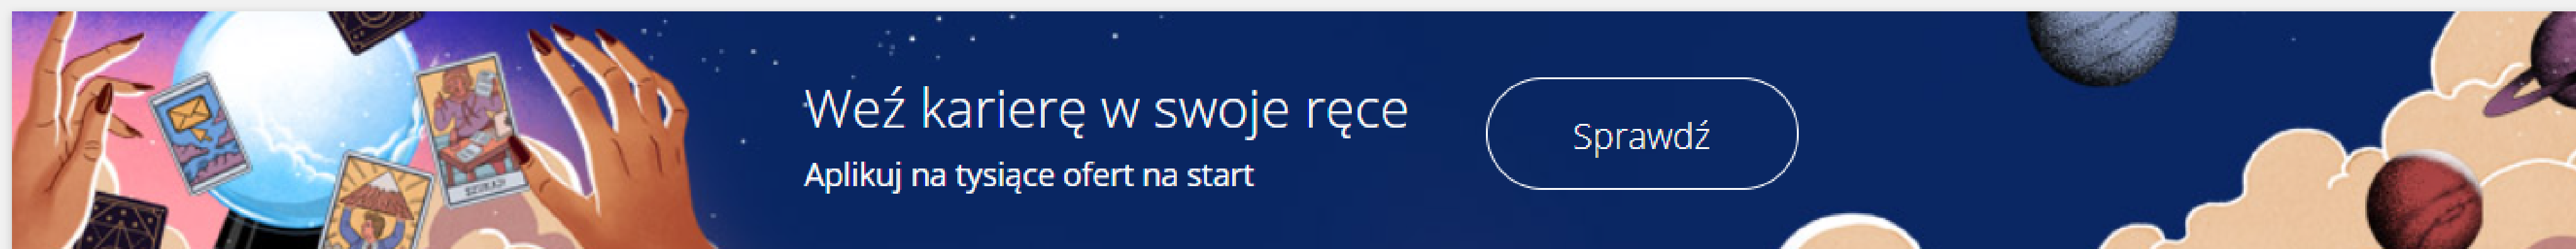 Weź karierę w swoje ręce
Aplikuj na tysiące ofert na start
Sprawdź